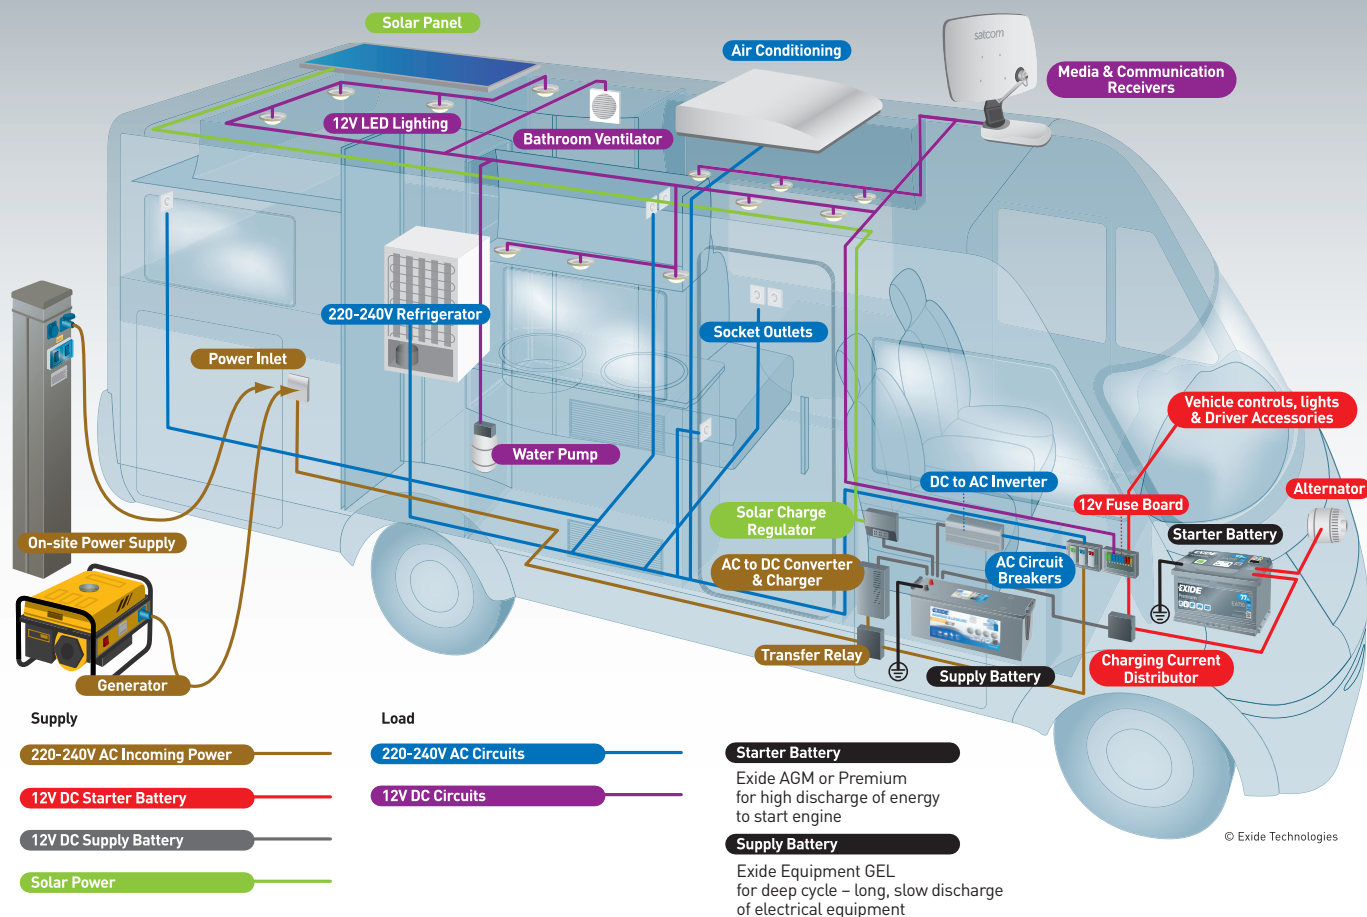 Solar Panel
Air Conditioning
satcom
Media & Communication
Receivers
12V LED Lighting
Bathroom Ventilator
220-240V Refrigerator
Socket Outlets
Power Inlet
Vehicle controls, lights
& Driver Accessories
Water Pump
DC to AC Inverter
12v Fuse Board
Alternator
Solar Charge
Regulator
Starter Battery
On-site Power Supply
AC to DC Converter
& Charger
AC Circuit
Breakers
EXIDE
Premium
77
Transfer Relay
Supply Battery
Charging Current
Distributor
Generator
Supply
Load
220-240V AC Incoming Power
220-240V AC Circuits
Starter Battery
Exide AGM or Premium
for high discharge of energy
to start engine
12V DC Starter Battery
12V DC Circuits
12V DC Supply Battery
Supply Battery
Exide Equipment GEL
for deep cycle – long, slow discharge
of electrical equipment
Solar Power
© Exide Technologies